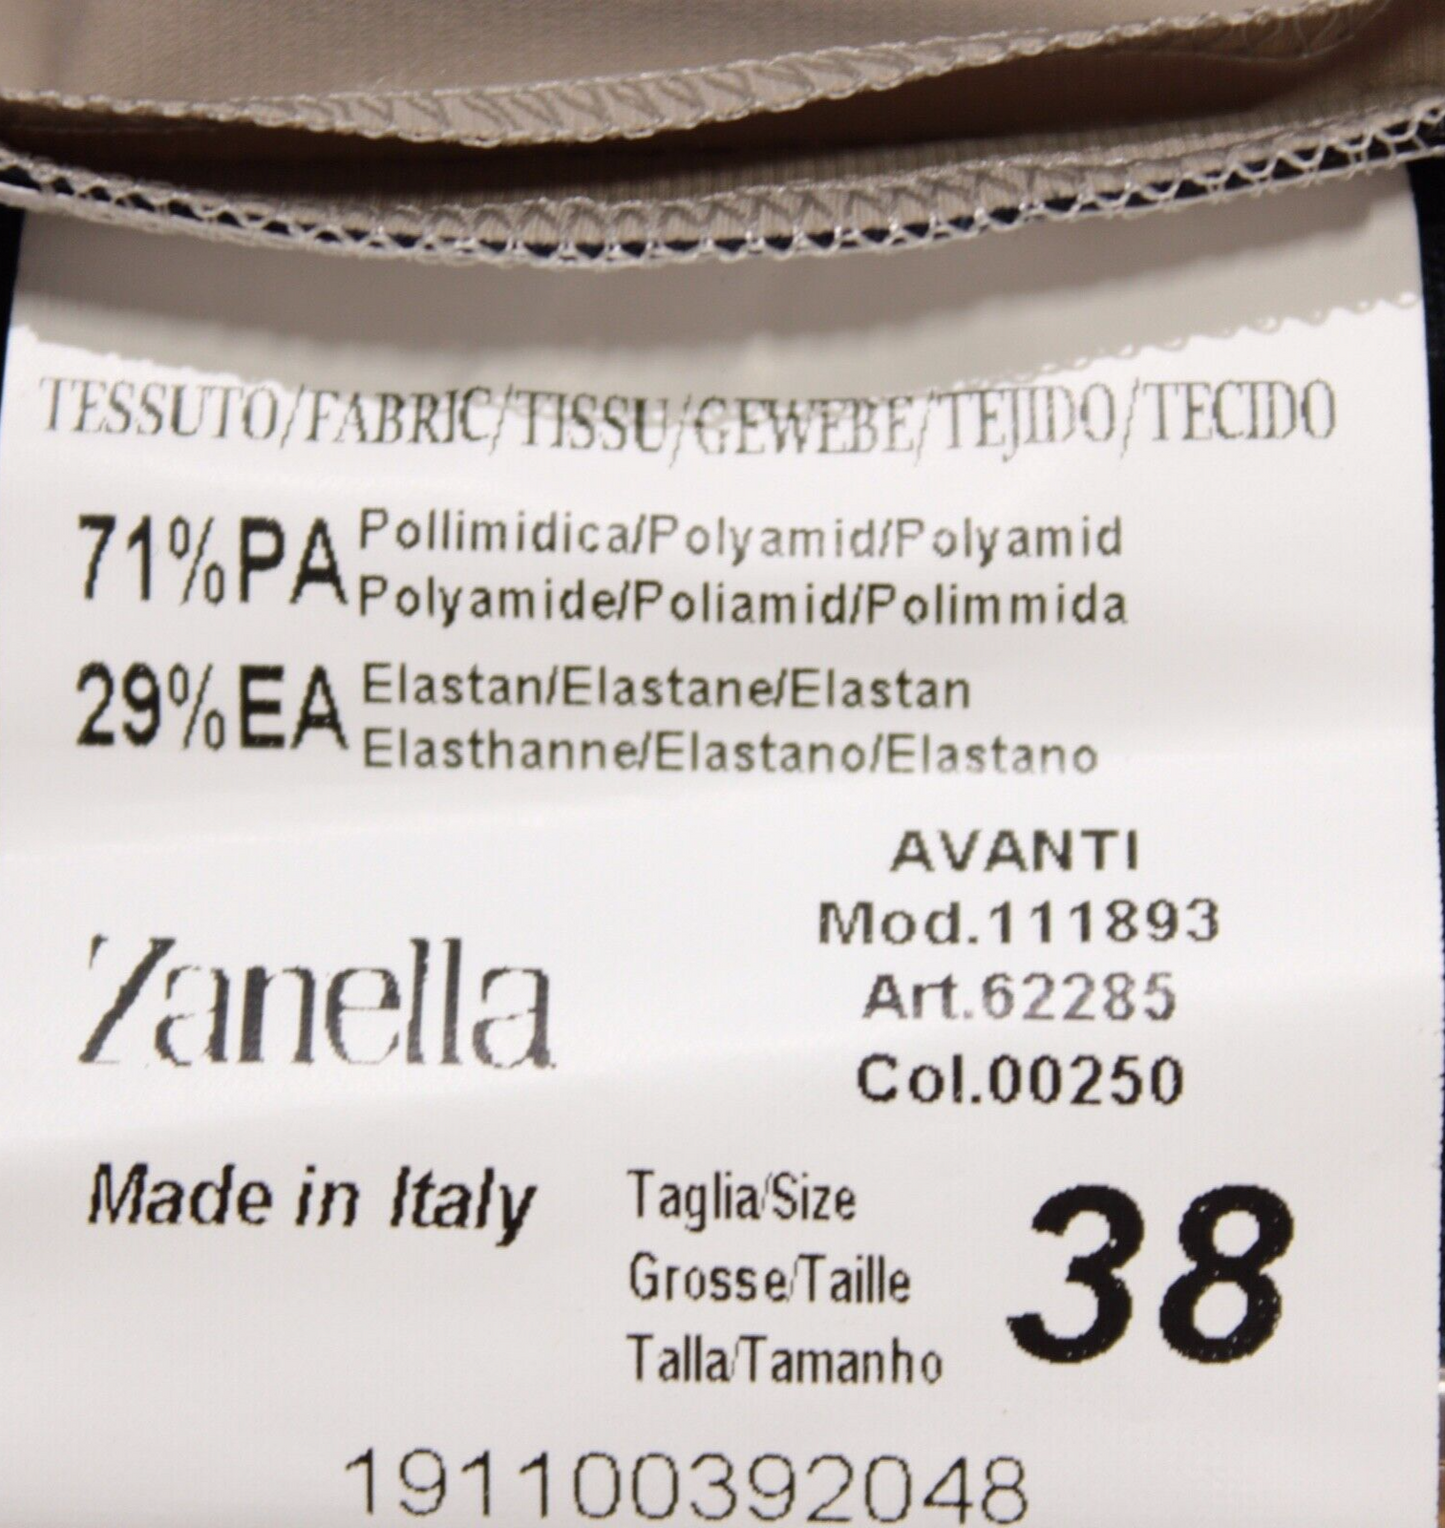 TESSUTO/FABRIC/TISSU/GEWEBE/TEJIDO/TECIDO
71%PA Pollimidica/Polyamid/Polyamid
Polyamide/Poliamid/Polimmida
29%EA Elastan/Elastane/Elastan
Elasthanne/Elastano/Elastano
AVANTI
Mod.111893
Art.62285
Col.00250
Zanella
Made in Italy
Taglia/Size
Grosse/Taille
Talla/Tamanho
38
191100392048